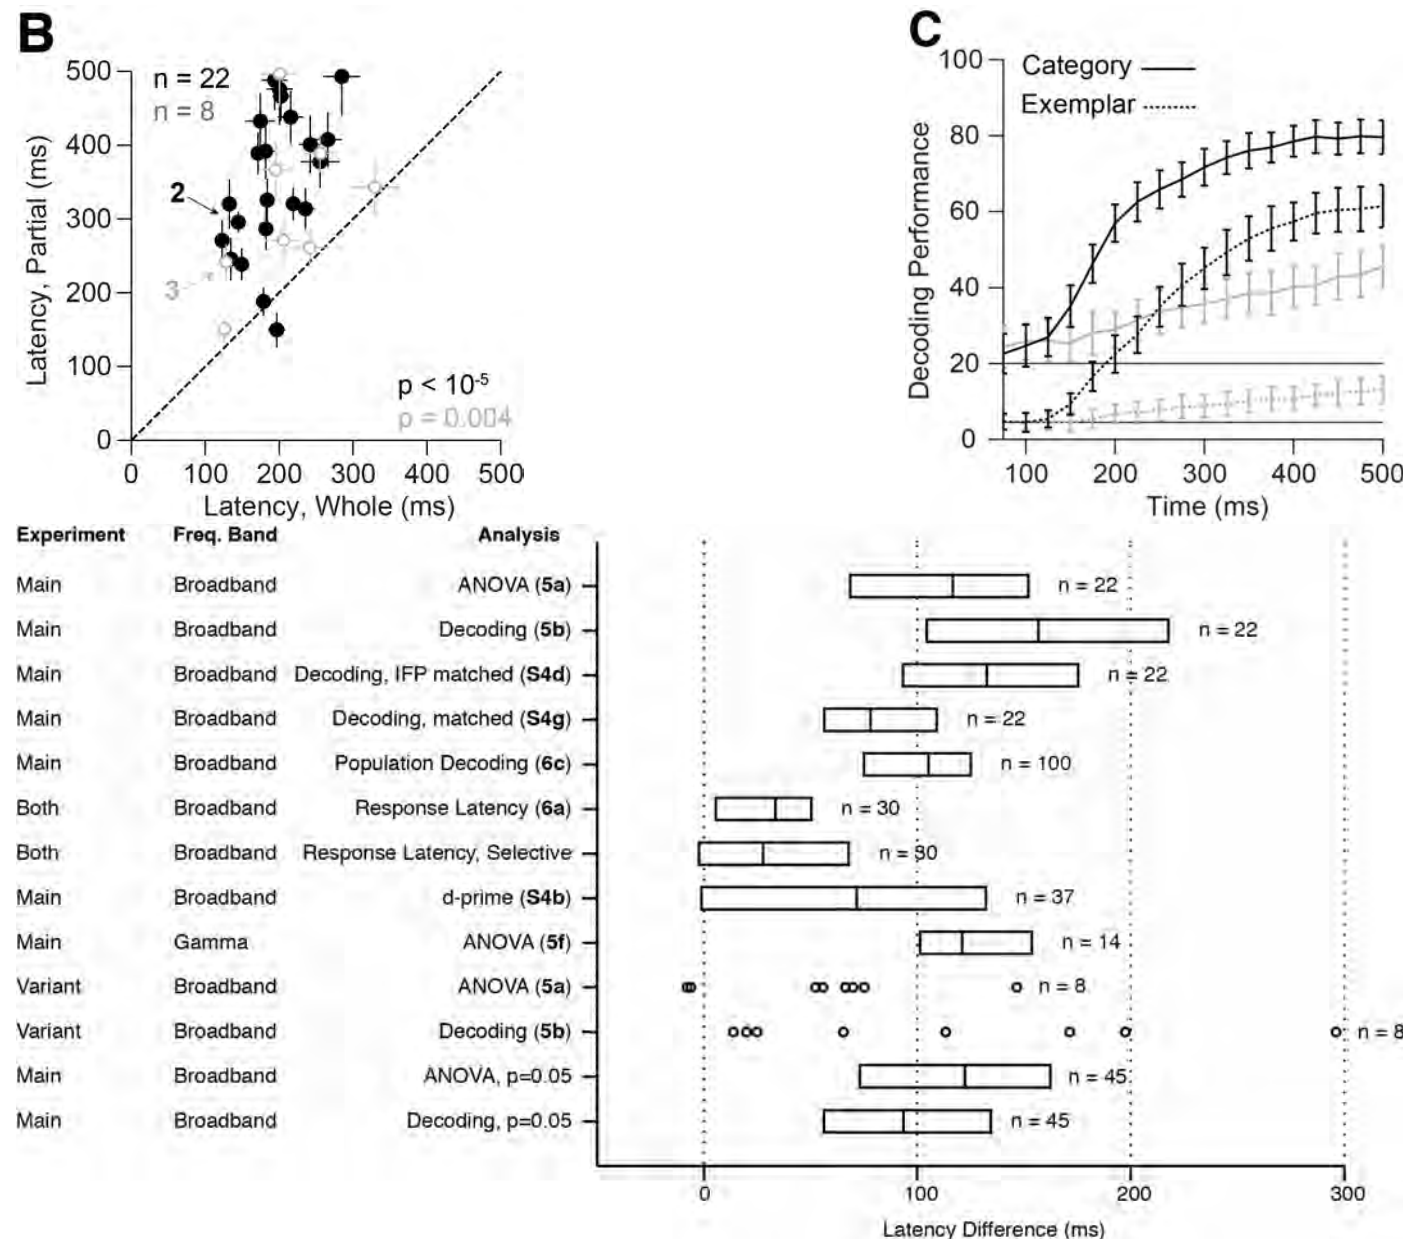 B
500
400
300
200
100
0
Latency, Partial (ms)
n = 22
n = 8
2
3
p < 10-5
p = 0.004
0 100 200 300 400 500
Latency, Whole (ms)
C
100
80
60
40
20
0
Decoding Performance
Category
Exemplar
100 200 300 400 500
Time (ms)
Experiment Freq. Band Analysis
Main Broadband ANOVA (5a) n = 22
Main Broadband Decoding (5b) n = 22
Main Broadband Decoding, IFP matched (S4d) n = 22
Main Broadband Decoding, matched (S4g) n = 22
Main Broadband Population Decoding (6c) n = 100
Both Broadband Response Latency (6a) n = 30
Both Broadband Response Latency, Selective n = 30
Main Broadband d-prime (S4b) n = 37
Main Gamma ANOVA (5f) n = 14
Variant Broadband ANOVA (5a) n = 8
Variant Broadband Decoding (5b) n = 8
Main Broadband ANOVA, p=0.05 n = 45
Main Broadband Decoding, p=0.05 n = 45
0 100 200 300
Latency Difference (ms)